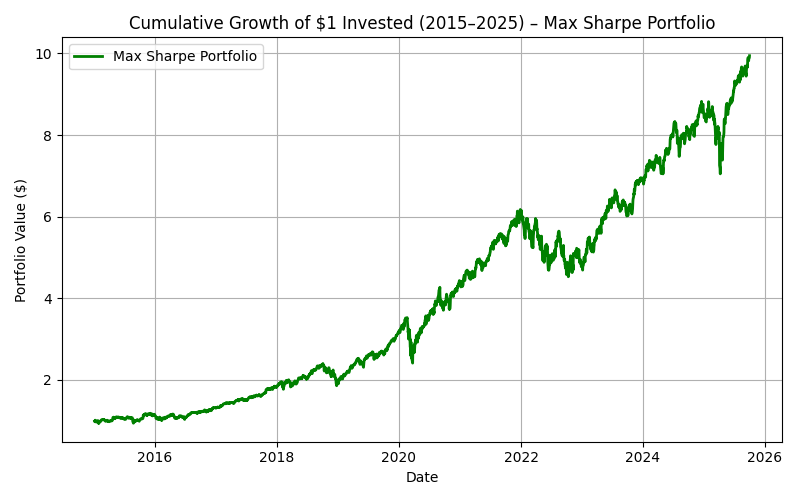 Cumulative Growth of $1 Invested (2015–2025) – Max Sharpe Portfolio
Max Sharpe Portfolio
Portfolio Value ($)
10
8
6
4
2
2016 2018 2020 2022 2024 2026
Date